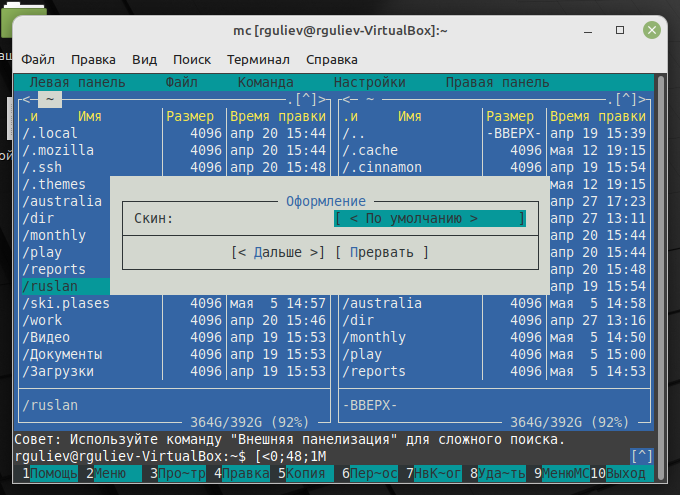 mc [rguliev@rguliev-VirtualBox]:~
Файл Правка Вид Поиск Терминал Справка
Левая панель Файл Команда Настройки Правая панель
<— ~ .[^]> <— ~ .[^]>
.и Имя Размер Время правки .и Имя Размер Время правки
/.local 4096 апр 20 15:44 /.. -ВВЕРХ- апр 19 15:39
/.mozilla 4096 апр 20 15:44 /.cache 4096 мая 12 19:15
/.ssh 4096 апр 20 15:48 /.cinnamon 4096 апр 19 15:54
/.themes мая 12 19:15
/australia апр 27 17:23
/dir апр 27 13:11
/monthly апр 20 15:44
/play апр 20 15:44
/reports апр 20 15:48
/ruslan апр 19 15:54
Оформление
Скин: [ < По умолчанию > ]
[< Дальше >] [ Прервать ]
/ski.plases 4096 мая 5 14:57 /australia 4096 мая 5 14:58
/work 4096 апр 20 15:46 /dir 4096 апр 27 13:16
/Видео 4096 апр 19 15:53 /monthly 4096 мая 5 14:50
/Документы 4096 апр 19 15:53 /play 4096 мая 5 15:00
/Загрузки 4096 апр 19 15:53 /reports 4096 мая 5 14:53
/ruslan -ВВЕРХ-
364G/392G (92%) 364G/392G (92%)
Совет: Используйте команду "Внешняя панелизация" для сложного поиска.
rguliev@rguliev-VirtualBox:~$ [<0;48;1M [^]
1Помощь 2Меню 3Про~тр 4Правка 5Копия 6Пер~ос 7НвК~ог 8Уда~ть 9МенюMC 10Выход